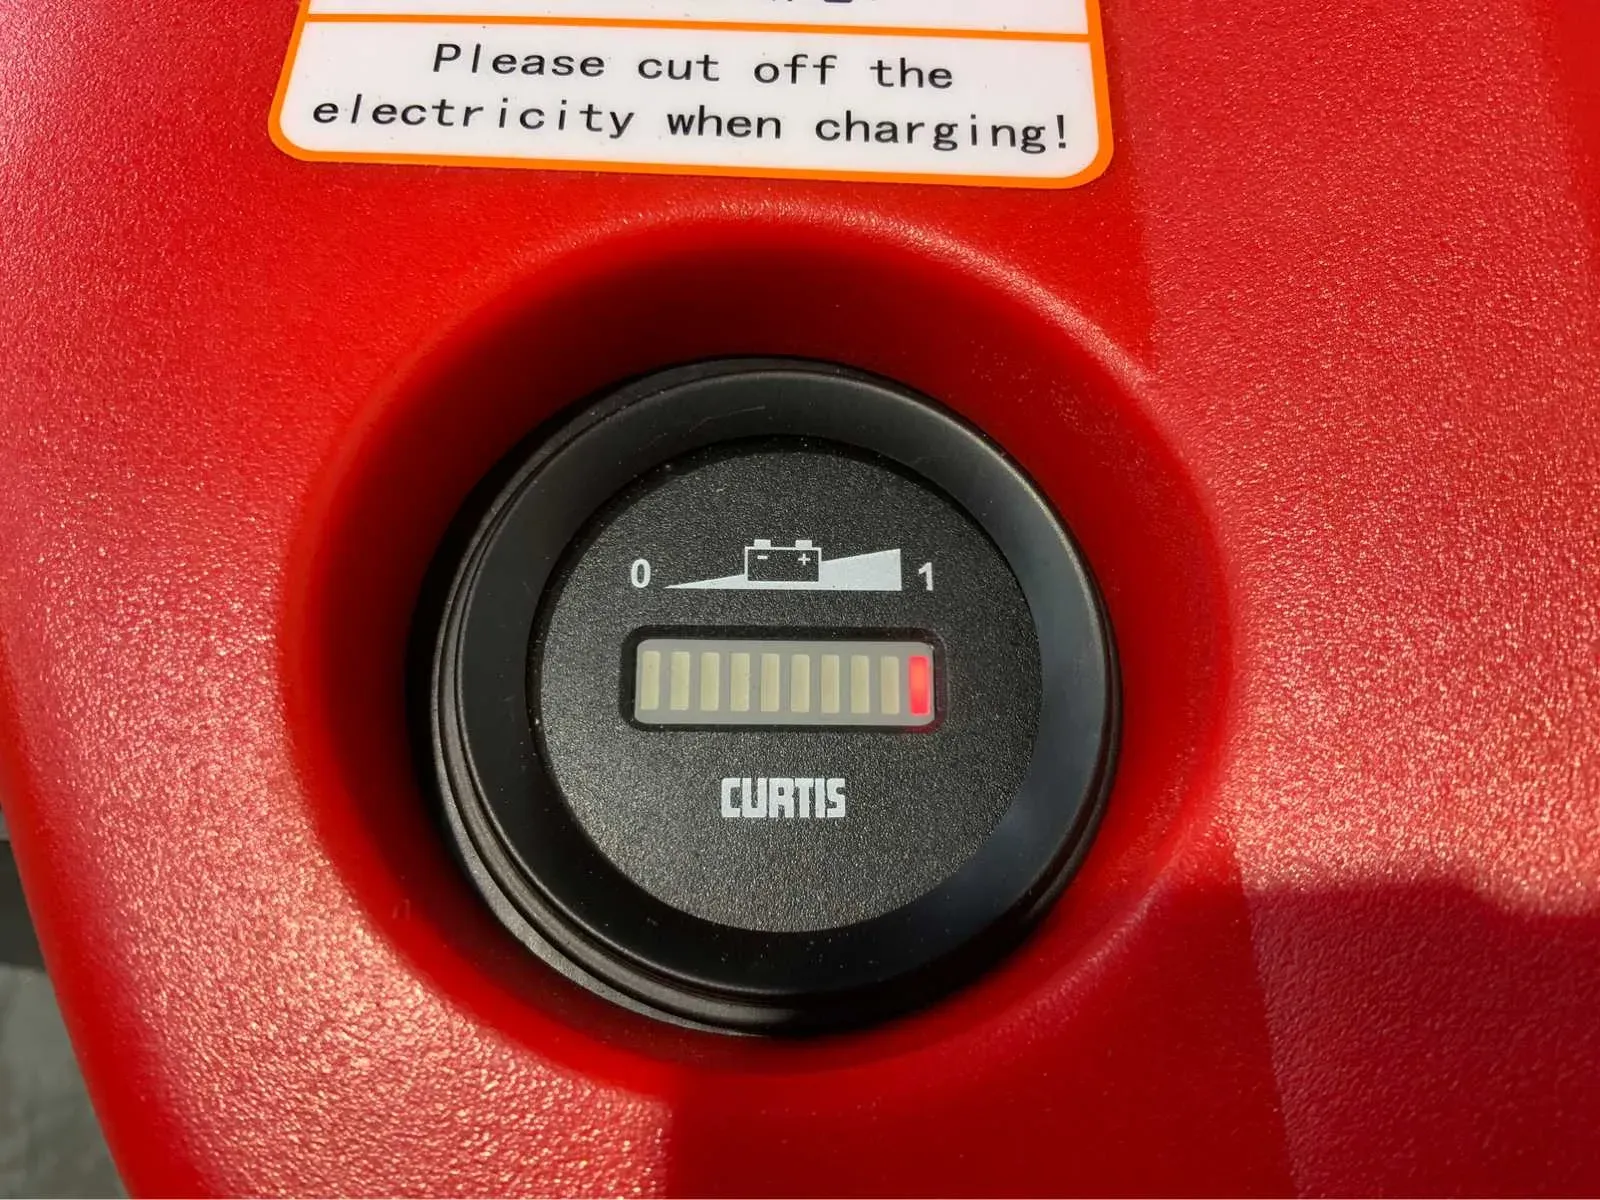 Please cut off the
electricity when charging!
0 - + 1
CURTIS